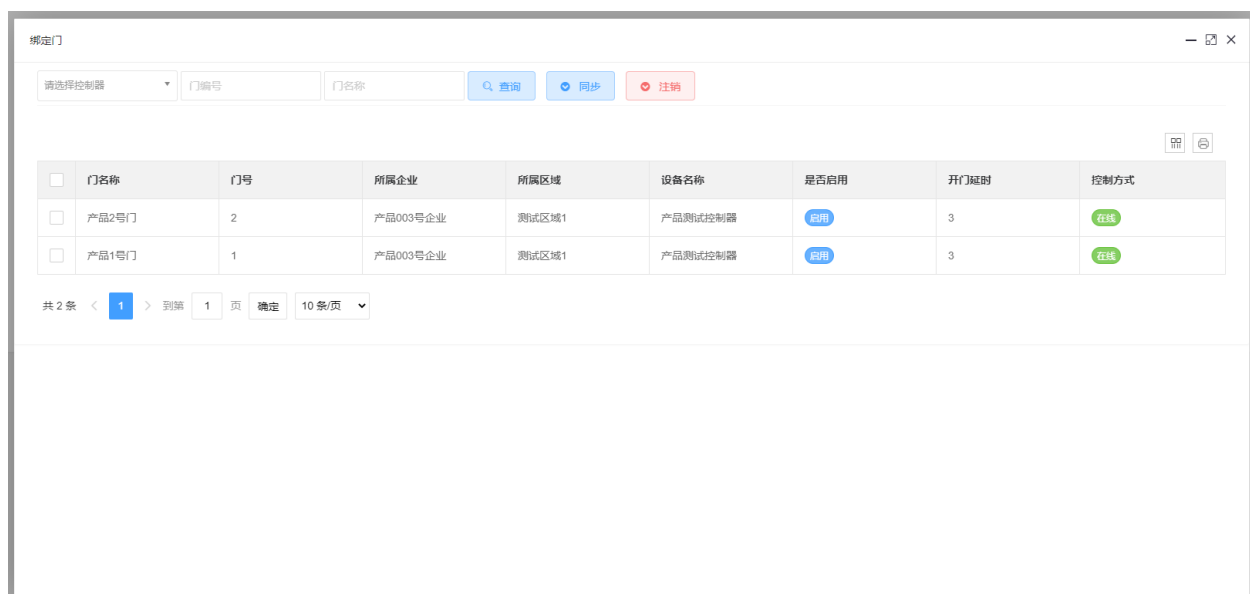 绑定门
请选择控制器 门编号 门名称 查询 同步 注销
门名称 门号 所属企业 所属区域 设备名称 是否启用 开门延时 控制方式
产品2号门 2 产品003号企业 测试区域1 产品测试控制器 启用 3 在线
产品1号门 1 产品003号企业 测试区域1 产品测试控制器 启用 3 在线
共 2 条 1 到第 1 页 确定 10 条/页